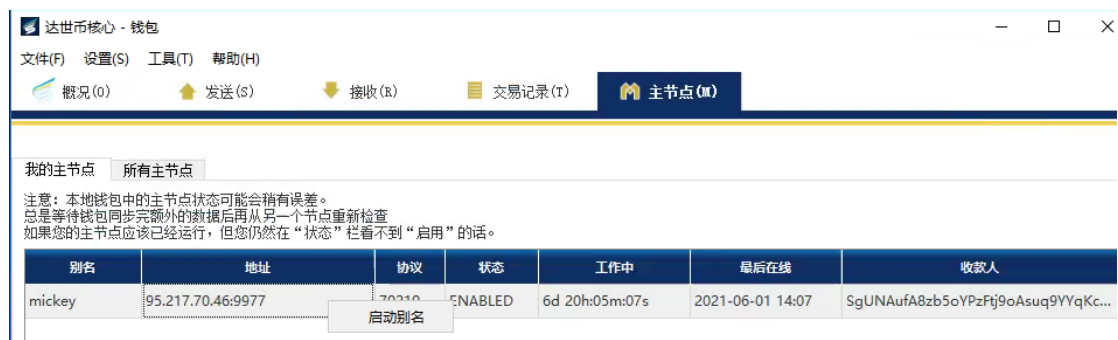 达世币核心 - 钱包
文件(F) 设置(S) 工具(T) 帮助(H)
概况(O) 发送(S) 接收(R) 交易记录(T) 主节点(M)
我的主节点 所有主节点
注意: 本地钱包中的主节点状态可能会稍有误差。
总是等待钱包同步完额外的数据后再从另一个节点重新检查
如果您的主节点应该已经运行，但您仍然在“状态”栏看不到“启用”的话。
别名 地址 协议 状态 工作中 最后在线 收款人
mickey 95.217.70.46:9977 ENABLED 6d 20h:05m:07s 2021-06-01 14:07 SgUNAufA8zb5oYPzFtj9oAsuq9YYqKc...
启动别名